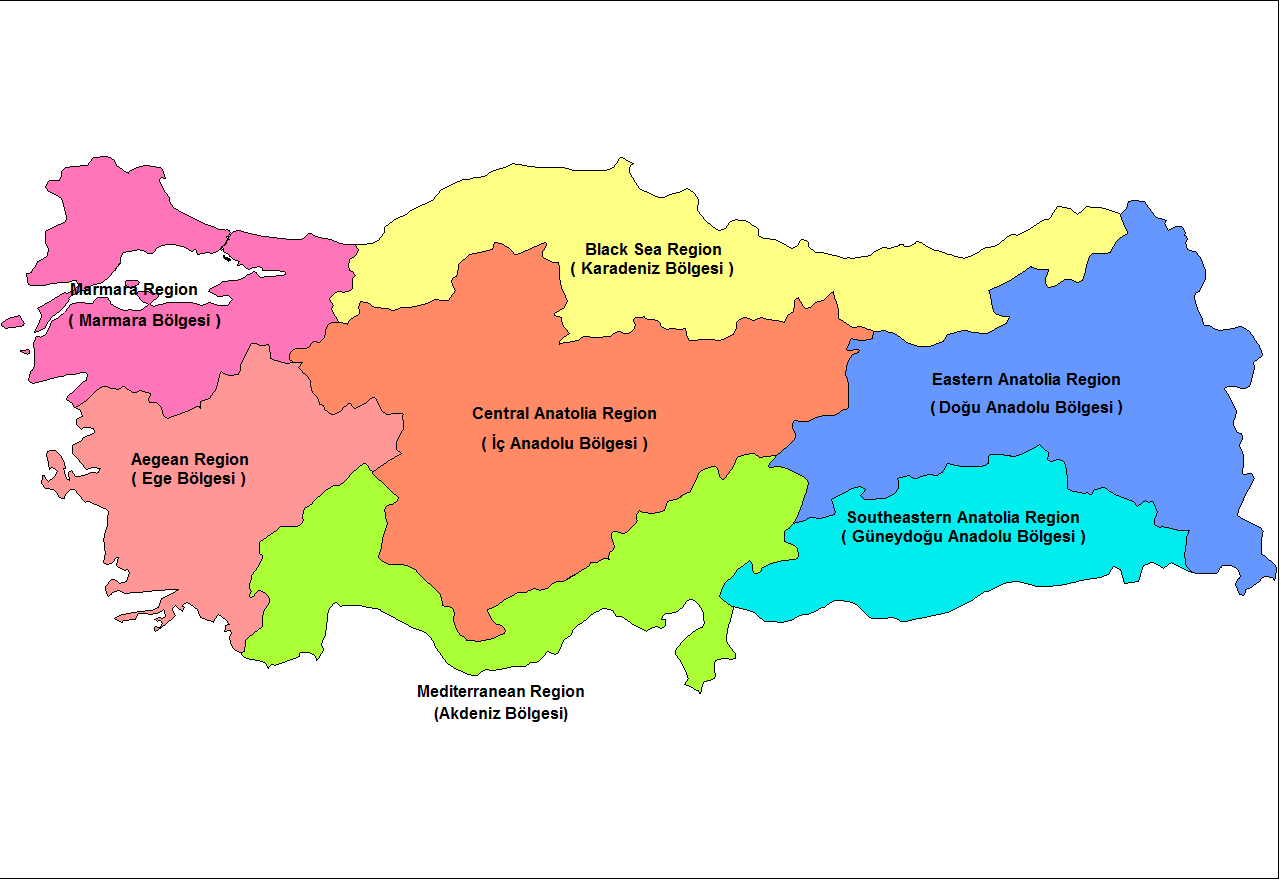 Black Sea Region
( Karadeniz Bölgesi )
Marmara Region
( Marmara Bölgesi )
Eastern Anatolia Region
( Doğu Anadolu Bölgesi )
Central Anatolia Region
( İç Anadolu Bölgesi )
Aegean Region
( Ege Bölgesi )
Southeastern Anatolia Region
( Güneydoğu Anadolu Bölgesi )
Mediterranean Region
(Akdeniz Bölgesi)